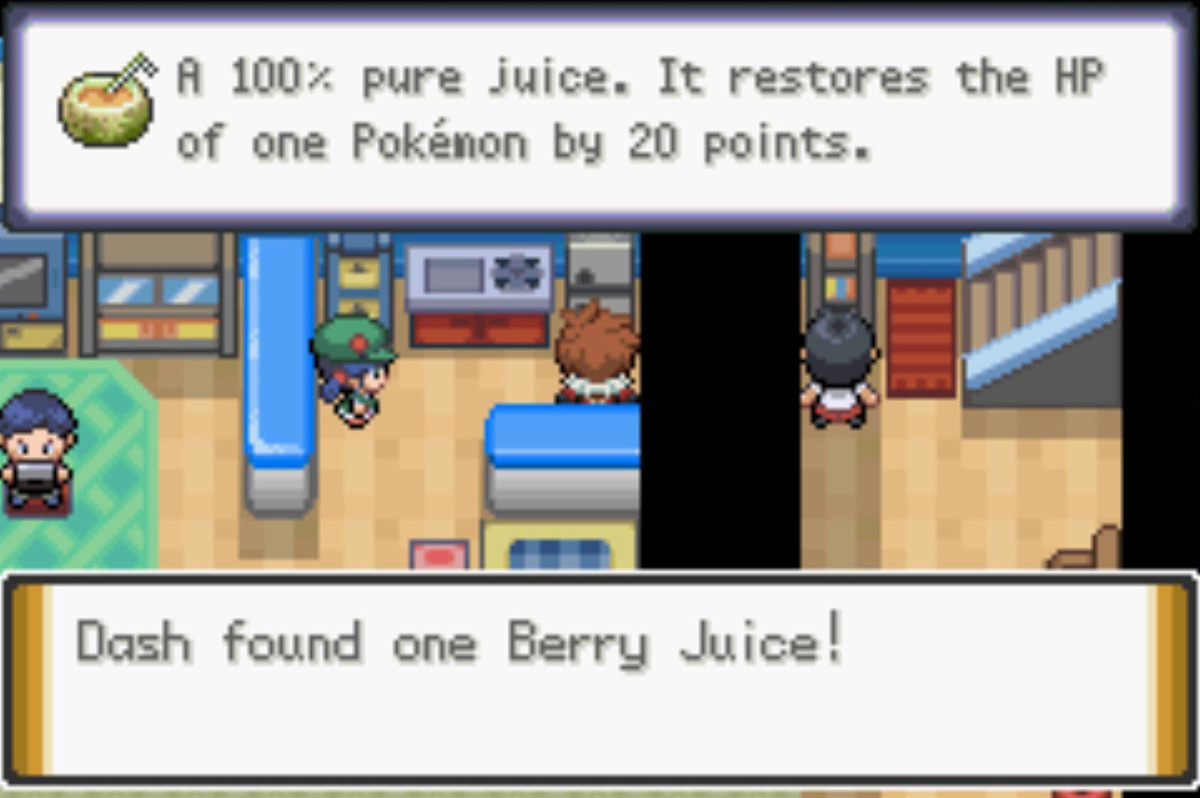 A 100% pure juice. It restores the HP
of one Pokémon by 20 points.
Dash found one Berry Juice!